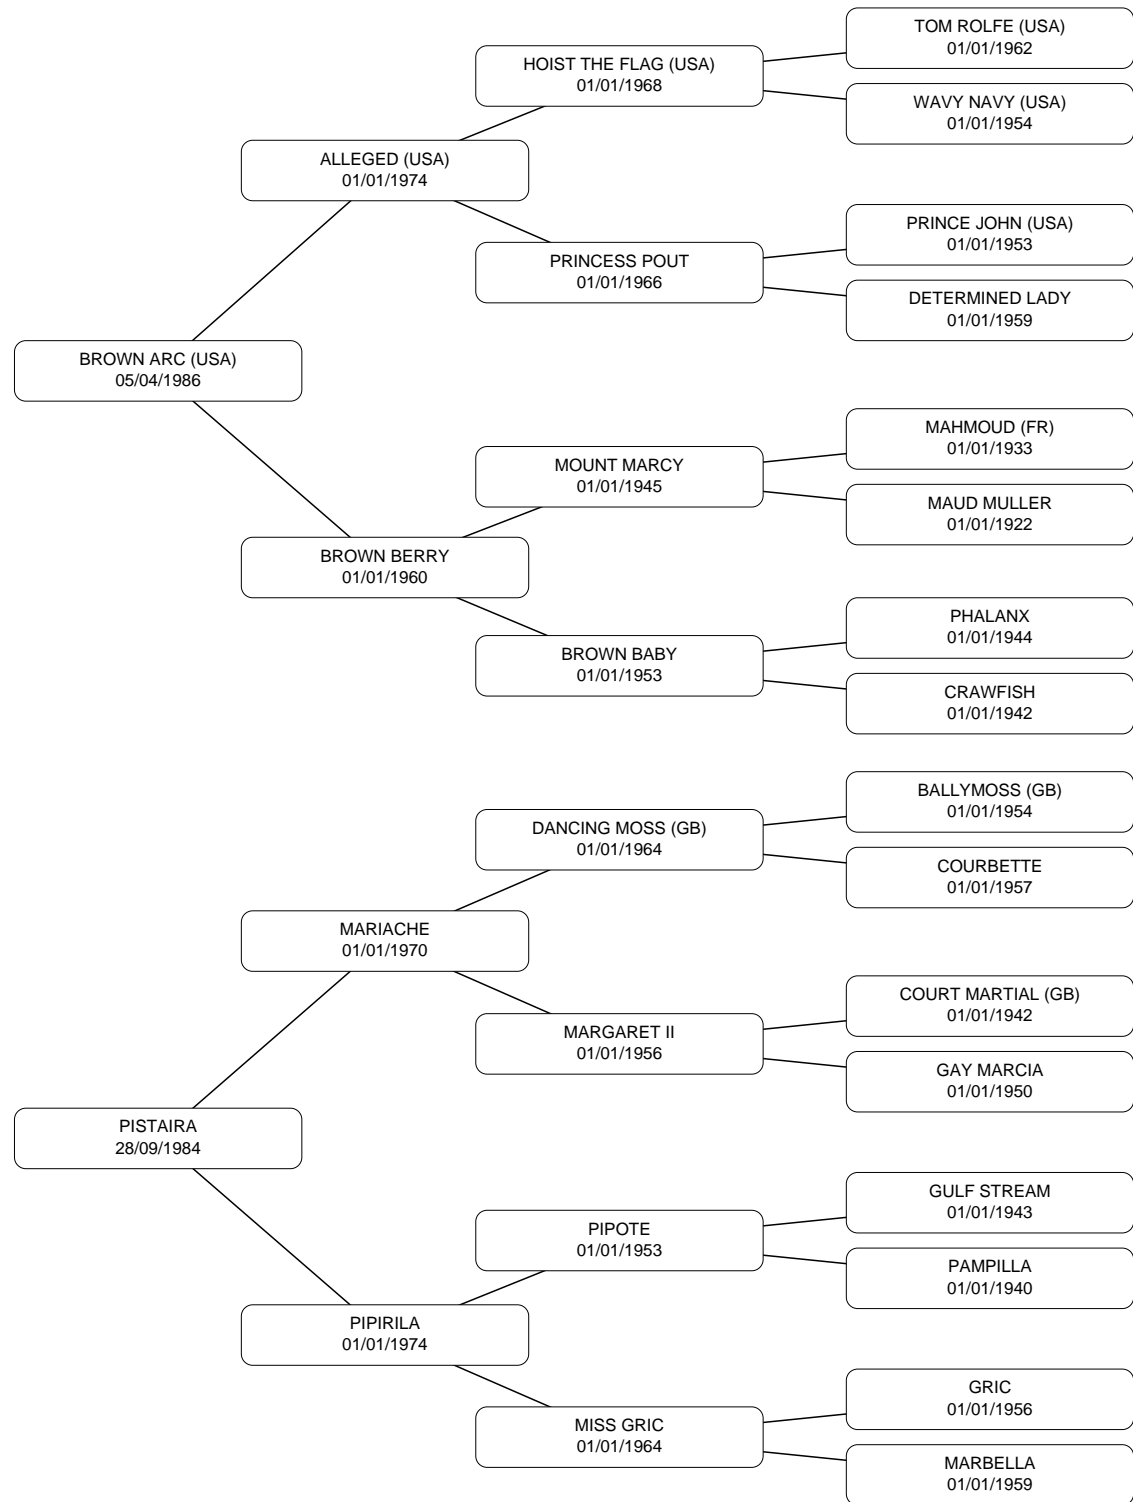 TOM ROLFE (USA)
01/01/1962
HOIST THE FLAG (USA)
01/01/1968
WAVY NAVY (USA)
01/01/1954
ALLEGED (USA)
01/01/1974
PRINCE JOHN (USA)
01/01/1953
PRINCESS POUT
01/01/1966
DETERMINED LADY
01/01/1959
BROWN ARC (USA)
05/04/1986
MAHMOUD (FR)
01/01/1933
MOUNT MARCY
01/01/1945
MAUD MULLER
01/01/1922
BROWN BERRY
01/01/1960
PHALANX
01/01/1944
BROWN BABY
01/01/1953
CRAWFISH
01/01/1942
BALLYMOSS (GB)
01/01/1954
DANCING MOSS (GB)
01/01/1964
COURBETTE
01/01/1957
MARIACHE
01/01/1970
COURT MARTIAL (GB)
01/01/1942
MARGARET II
01/01/1956
GAY MARCIA
01/01/1950
PISTAIRA
28/09/1984
GULF STREAM
01/01/1943
PIPOTE
01/01/1953
PAMPILLA
01/01/1940
PIPIRILA
01/01/1974
GRIC
01/01/1956
MISS GRIC
01/01/1964
MARBELLA
01/01/1959